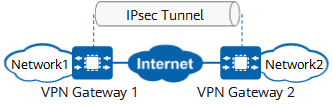 IPsec Tunnel
Network1
Internet
Network2
VPN Gateway 1
VPN Gateway 2